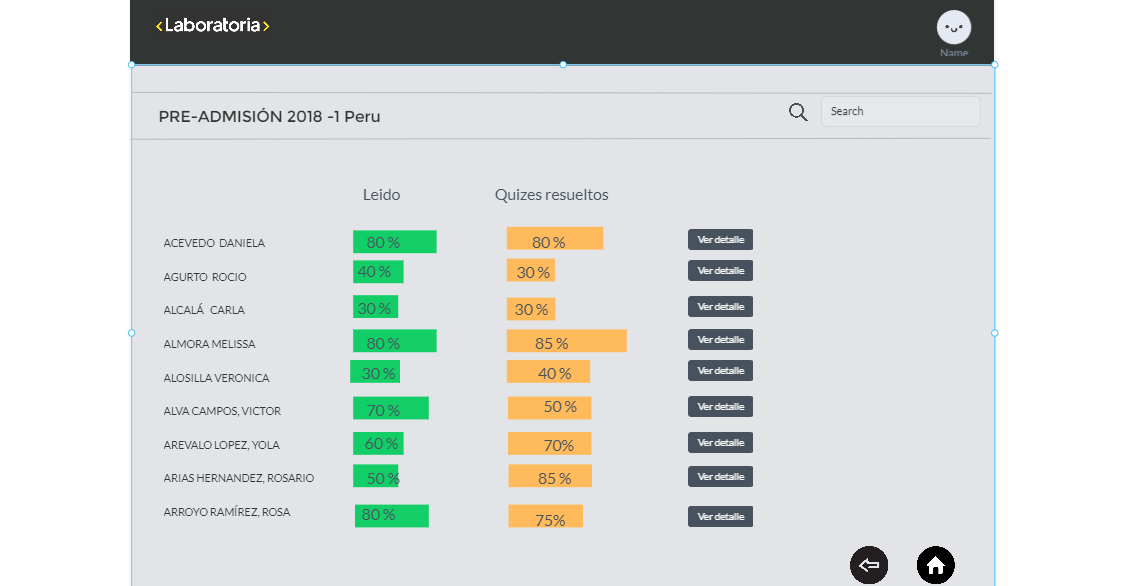 <Laboratoria>
Name
PRE-ADMISIÓN 2018 -1 Peru
Search
Leido Quizes resueltos
ACEVEDO DANIELA 80 % 80 % Ver detalle
AGURTO ROCIO 40 % 30 % Ver detalle
ALCALÁ CARLA 30 % 30 % Ver detalle
ALMORA MELISSA 80 % 85 % Ver detalle
ALOSILLA VERONICA 30 % 40 % Ver detalle
ALVA CAMPOS, VICTOR 70 % 50 % Ver detalle
AREVALO LOPEZ, YOLA 60 % 70% Ver detalle
ARIAS HERNANDEZ, ROSARIO 50 % 85 % Ver detalle
ARROYO RAMÍREZ, ROSA 80 % 75% Ver detalle